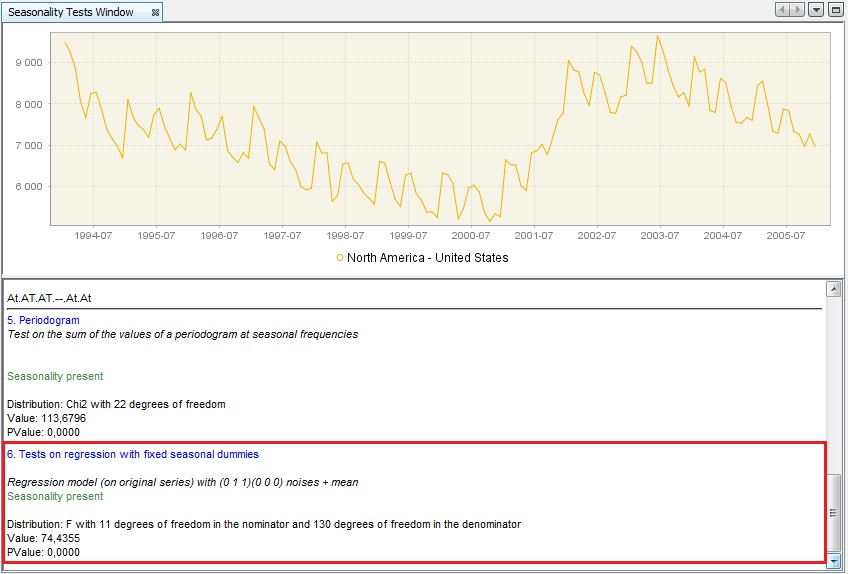 Seasonality Tests Window
9 000
8 000
7 000
6 000
1994-07 1995-07 1996-07 1997-07 1998-07 1999-07 2000-07 2001-07 2002-07 2003-07 2004-07 2005-07
North America - United States
At.AT.AT.--.At.At
5. Periodogram
Test on the sum of the values of a periodogram at seasonal frequencies
Seasonality present
Distribution: Chi2 with 22 degrees of freedom
Value: 113,6796
PValue: 0,0000
6. Tests on regression with fixed seasonal dummies
Regression model (on original series) with (0 1 1)(0 0 0) noises + mean
Seasonality present
Distribution: F with 11 degrees of freedom in the nominator and 130 degrees of freedom in the denominator
Value: 74,4355
PValue: 0,0000